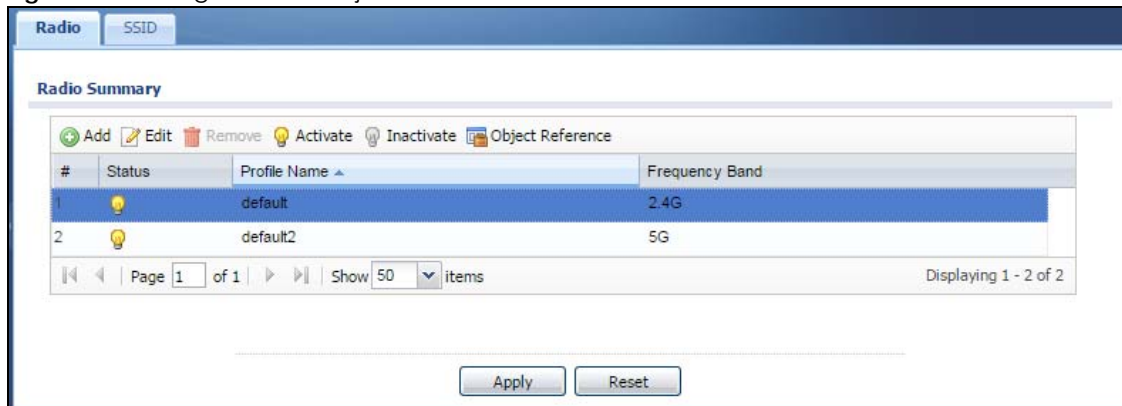 Radio SSID
Radio Summary
Add Edit Remove Activate Inactivate Object Reference
# Status Profile Name Frequency Band
1 default 2.4G
2 default2 5G
Page 1 of 1 Show 50 items Displaying 1 - 2 of 2
Apply Reset